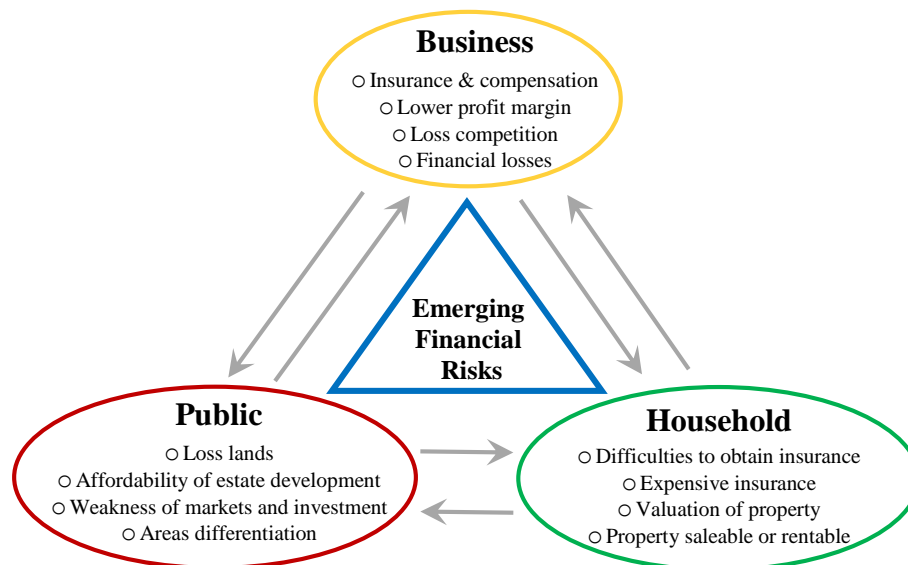 Business
○ Insurance & compensation
○ Lower profit margin
○ Loss competition
○ Financial losses
Emerging
Financial
Risks
Public
○ Loss lands
○ Affordability of estate development
○ Weakness of markets and investment
○ Areas differentiation
Household
○ Difficulties to obtain insurance
○ Expensive insurance
○ Valuation of property
○ Property saleable or rentable